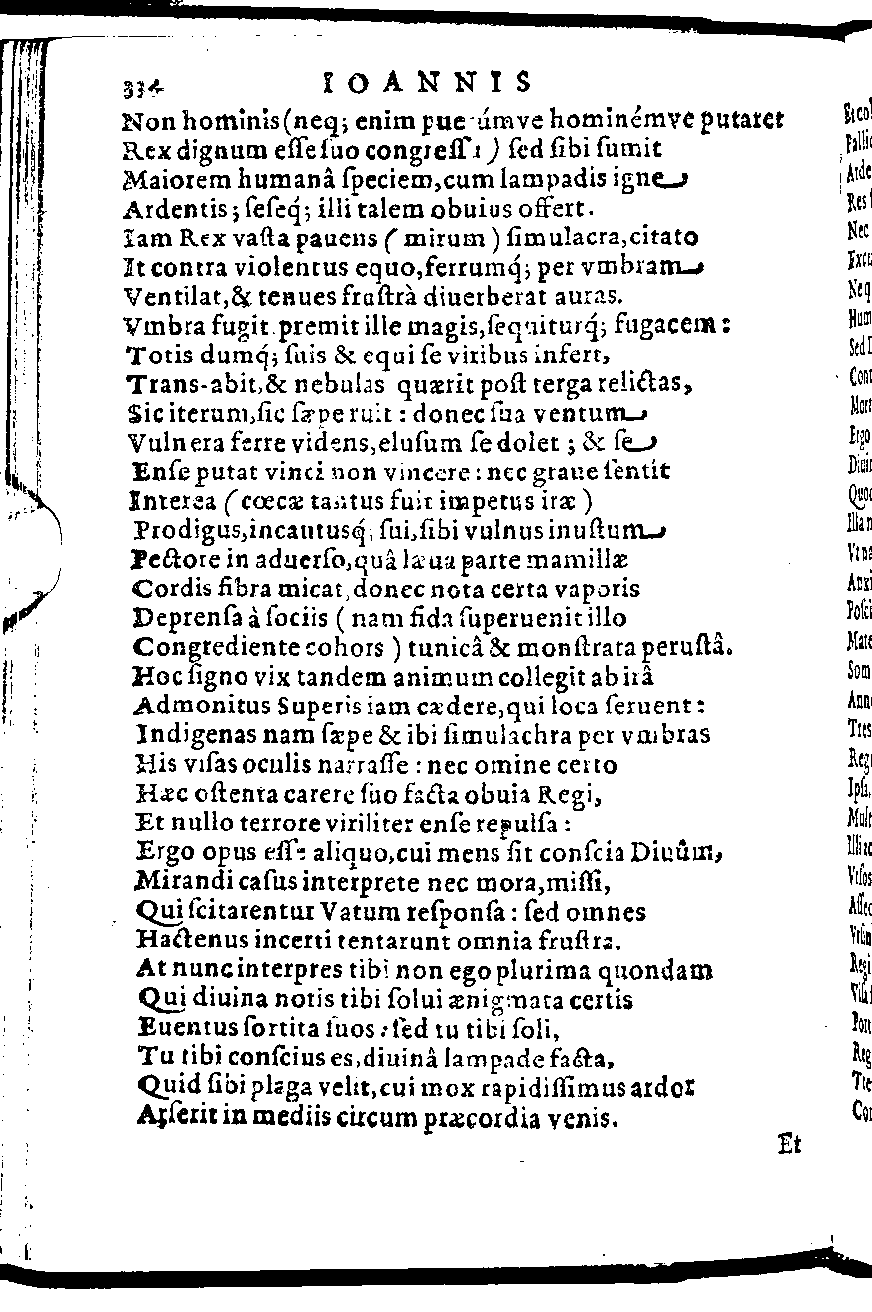 334 IOANNIS
Non hominis (neq; enim pue-úmve hominémve putaret
Rex dignum esse suo congressi) sed sibi sumit
Maiorem humanâ speciem, cum lampadis igne
Ardentis; seseq́; illi talem obuius offert.
Iam Rex vasta pauens (mirum) simulacra, citato
It contra violentus equo, ferrumq́; per vmbram
Ventilat, & tenues frustrà diuerberat auras.
Vmbra fugit. premit ille magis, sequiturq́; fugacem:
Totis dumq́; suis & equi se viribus infert,
Trans-abit, & nebulas quærit post terga relictas,
Sic iterum, sic sæpe ruit: donec sua ventum
Vulnera ferre videns, elusum se dolet; & se
Ense putat vinci non vincere: nec graue sentit
Interea (cœcæ tantus fuit impetus iræ)
Prodigus, incautusq́; sui, sibi vulnus inustum
Pectore in aduerso, quâ læua parte mamillæ
Cordis fibra micat, donec nota certa vaporis
Deprensa à sociis (nam fida superuenit illo
Congrediente cohors) tunicâ & monstrata perustâ.
Hoc signo vix tandem animum collegit ab irâ
Admonitus Superis iam cædere, qui loca seruent:
Indigenas nam sæpe & ibi simulachra per vmbras
His visas oculis narrasse: nec omine certo
Hæc ostenta carere suo facta obuia Regi,
Et nullo terrore viriliter ense repulsa:
Ergo opus esse aliquo, cui mens sit conscia Diuûm,
Mirandi casus interprete nec mora, missi,
Qui scitarentur Vatum responsa: sed omnes
Hactenus incerti tentarunt omnia frustra.
At nunc interpres tibi non ego plurima quondam
Qui diuina notis tibi solui ænigmata certis
Euentus sortita suos: sed tu tibi soli,
Tu tibi conscius es, diuinâ lampade facta,
Quid sibi plaga velit, cui mox rapidissimus ardor
Asserit in mediis circum præcordia venis.
Et